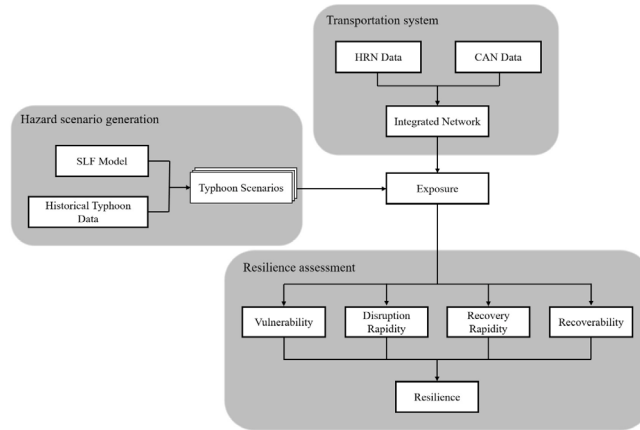 Transportation system
HRN Data
CAN Data
Integrated Network
Hazard scenario generation
SLF Model
Historical Typhoon
Data
Typhoon Scenarios
Exposure
Resilience assessment
Vulnerability
Disruption
Rapidity
Recovery
Rapidity
Recoverability
Resilience